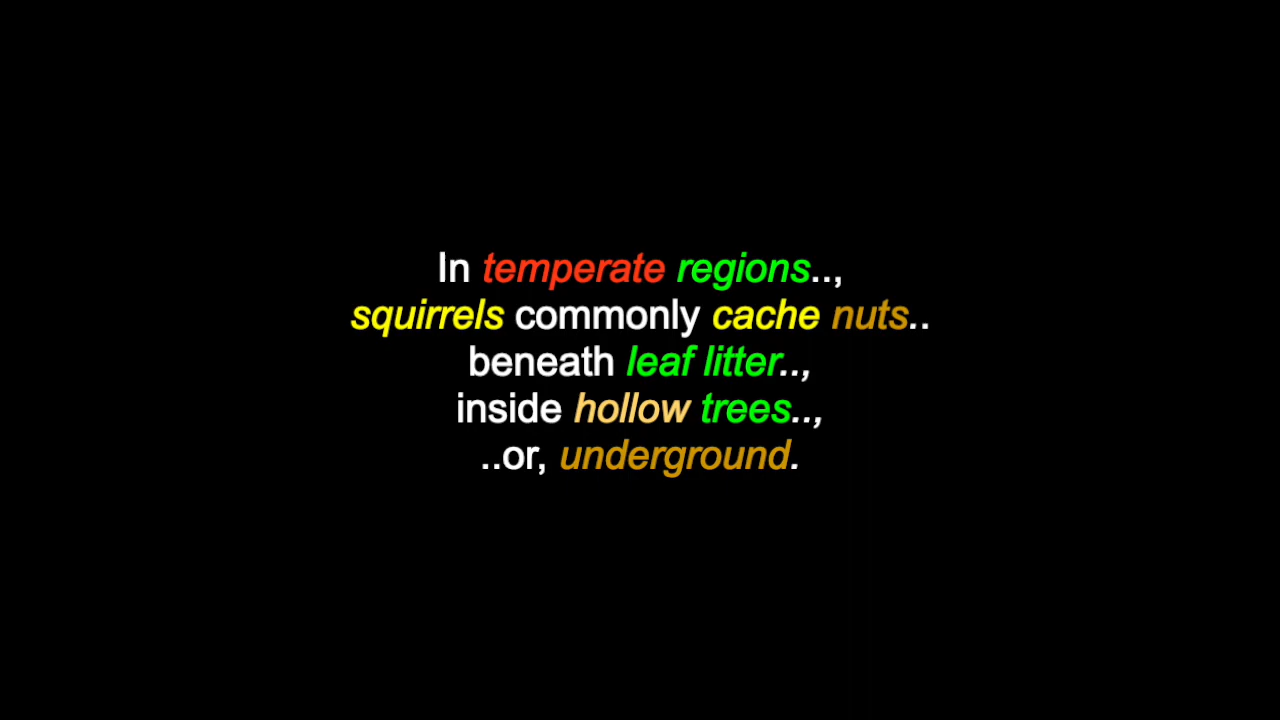 In temperate regions..,
squirrels commonly cache nuts..
beneath leaf litter..,
inside hollow trees..,
..or, underground.